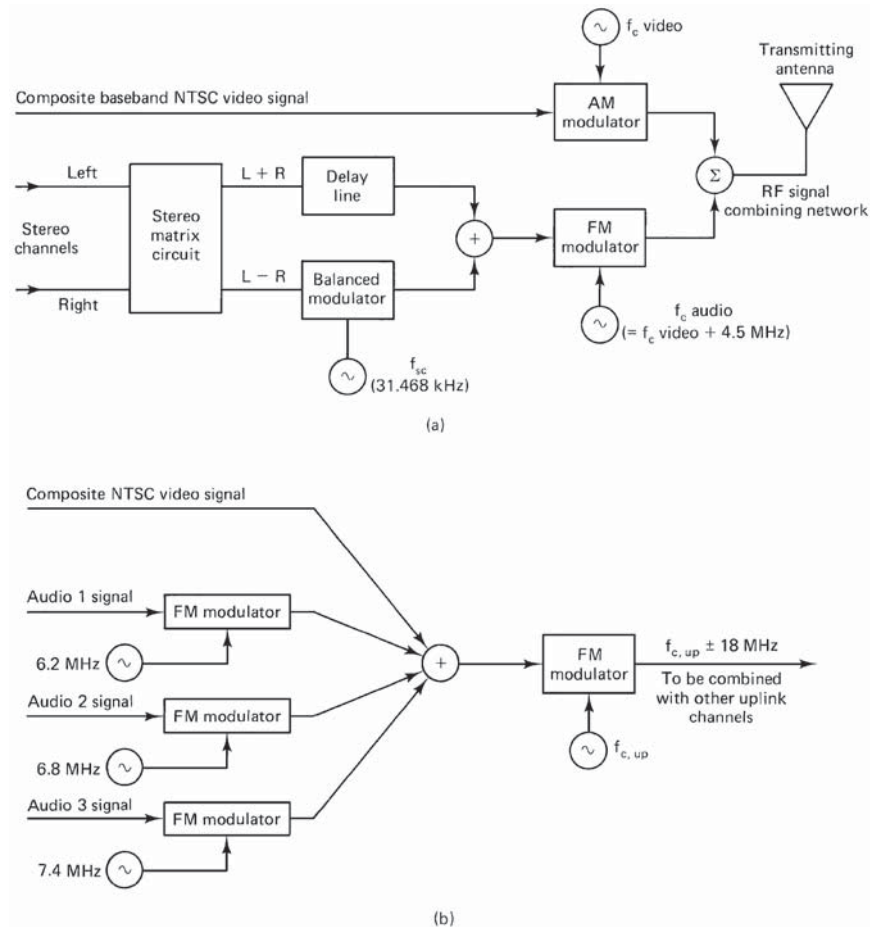 f_c video
Transmitting
antenna
Composite baseband NTSC video signal
AM
modulator
Left
L + R
Delay
line
Σ
RF signal
combining network
Stereo
channels
Stereo
matrix
circuit
+
FM
modulator
L − R
Balanced
modulator
Right
f_c audio
(= f_c video + 4.5 MHz)
f_sc
(31.468 kHz)
(a)
Composite NTSC video signal
Audio 1 signal
FM modulator
6.2 MHz
+
FM
modulator
f_c, up ± 18 MHz
To be combined
with other uplink
channels
Audio 2 signal
FM modulator
f_c, up
6.8 MHz
Audio 3 signal
FM modulator
7.4 MHz
(b)